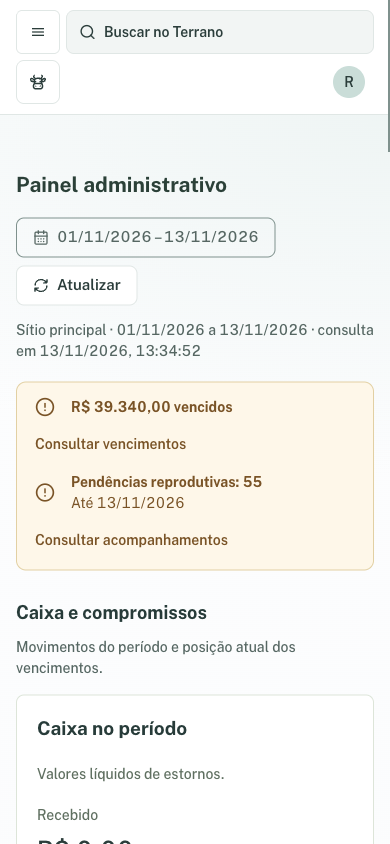 Buscar no Terrano
R
Painel administrativo
01/11/2026 – 13/11/2026
Atualizar
Sítio principal · 01/11/2026 a 13/11/2026 · consulta
em 13/11/2026, 13:34:52
R$ 39.340,00 vencidos
Consultar vencimentos
Pendências reprodutivas: 55
Até 13/11/2026
Consultar acompanhamentos
Caixa e compromissos
Movimentos do período e posição atual dos
vencimentos.
Caixa no período
Valores líquidos de estornos.
Recebido